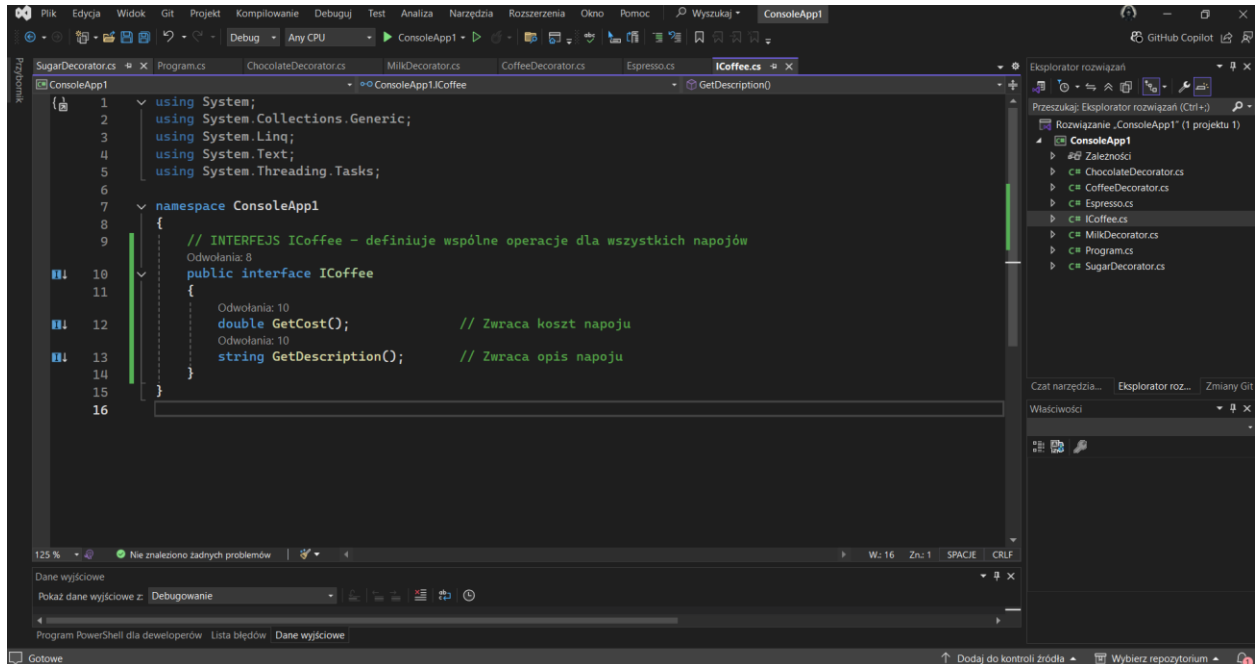 Plik Edycja Widok Git Projekt Kompilowanie Debuguj Test Analiza Narzędzia Rozszerzenia Okno Pomoc Wyszukaj ConsoleApp1
Debug Any CPU ConsoleApp1 GitHub Copilot
Przybornik
SugarDecorator.cs Program.cs ChocolateDecorator.cs MilkDecorator.cs CoffeeDecorator.cs Espresso.cs ICoffee.cs
ConsoleApp1 ConsoleApp1.ICoffee GetDescription()
1 using System;
2 using System.Collections.Generic;
3 using System.Linq;
4 using System.Text;
5 using System.Threading.Tasks;
6
7 namespace ConsoleApp1
8 {
9 // INTERFEJS ICoffee – definiuje wspólne operacje dla wszystkich napojów
Odwołania: 8
10 public interface ICoffee
11 {
Odwołania: 10
12 double GetCost(); // Zwraca koszt napoju
Odwołania: 10
13 string GetDescription(); // Zwraca opis napoju
14 }
15 }
16
125 % Nie znaleziono żadnych problemów W.: 16 Zn.: 1 SPACJE CRLF
Dane wyjściowe
Pokaż dane wyjściowe z: Debugowanie
Program PowerShell dla deweloperów Lista błędów Dane wyjściowe
Eksplorator rozwiązań
Przeszukaj: Eksplorator rozwiązań (Ctrl+;)
Rozwiązanie „ConsoleApp1" (1 projektu 1)
ConsoleApp1
Zależności
C# ChocolateDecorator.cs
C# CoffeeDecorator.cs
C# Espresso.cs
C# ICoffee.cs
C# MilkDecorator.cs
C# Program.cs
C# SugarDecorator.cs
Czat narzędzia... Eksplorator roz... Zmiany Git
Właściwości
Gotowe Dodaj do kontroli źródła Wybierz repozytorium